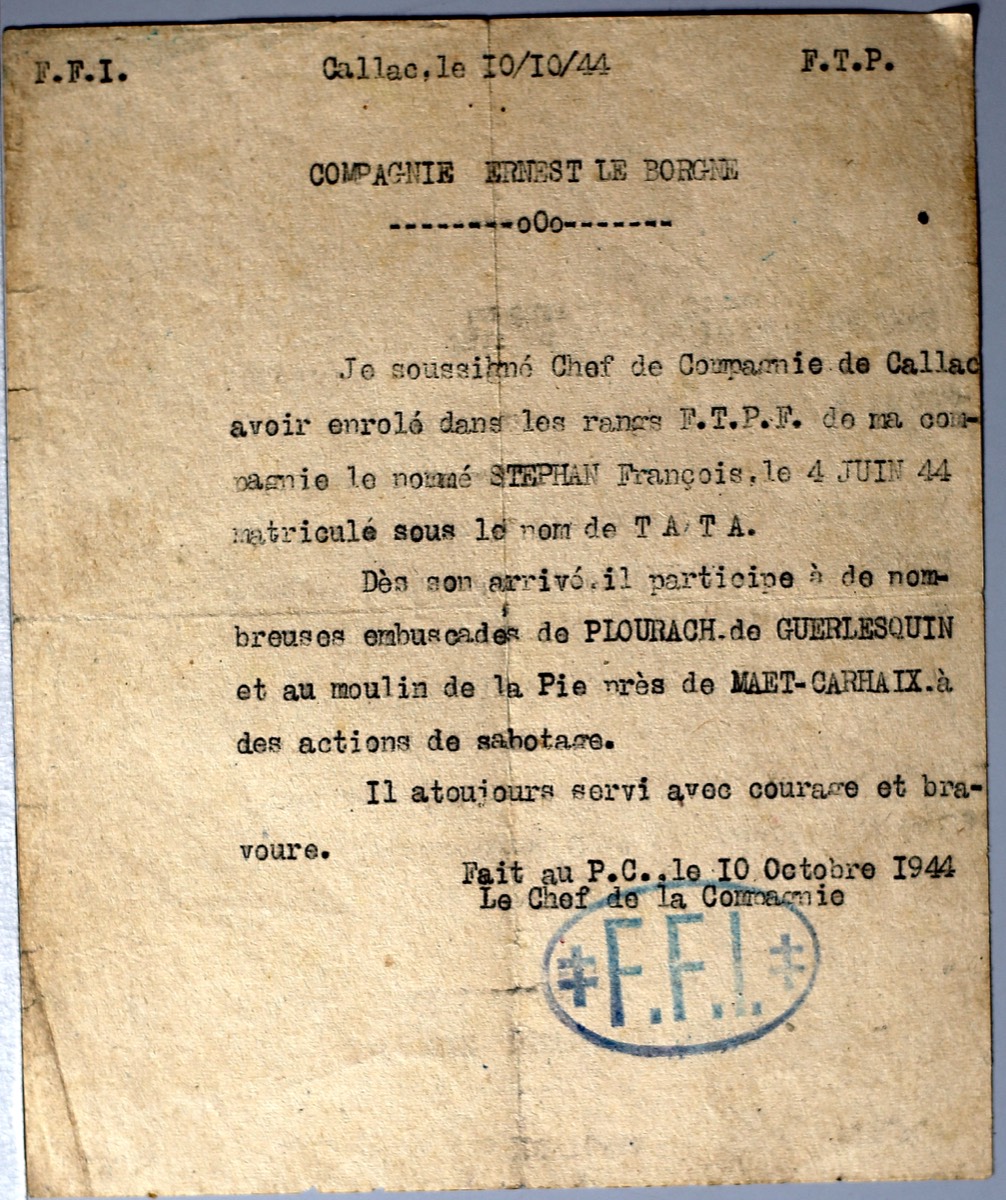 F.F.I. Callac,le IO/IO/44 F.T.P.
COMPAGNIE ERNEST LE BORGNE
--------oOo-------
Je soussigné Chef de Compagnie de Callac
avoir enrolé dans les rangs F.T.P.F. de ma com-
pagnie le nommé STEPHAN François,le 4 JUIN 44
matriculé sous le nom de T A T A.
Dès son arrivé,il participe à de nom-
breuses embuscades de PLOURACH,de GUERLESQUIN
et au moulin de la Pie près de MAET-CARHAIX,à
des actions de sabotage.
Il atoujours servi avec courage et bra-
voure.
Fait au P.C.,le IO Octobre I944
Le Chef de la Compagnie
‡F.F.I.‡